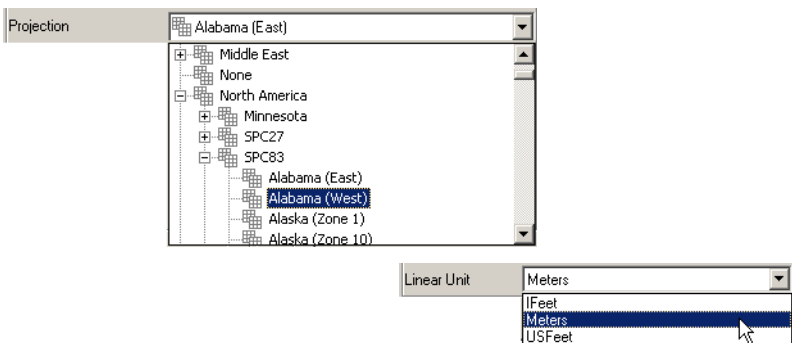 Projection Alabama (East)
Middle East
None
North America
Minnesota
SPC27
SPC83
Alabama (East)
Alabama (West)
Alaska (Zone 1)
Alaska (Zone 10)
Linear Unit Meters
IFeet
Meters
USFeet